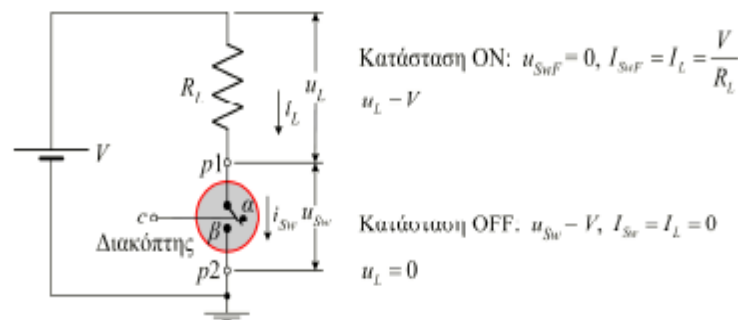 R_L
u_L
i_L
V
p1
c
α
β
i_Sw
u_Sw
Διακόπτης
p2
Κατάσταση ON: u_SwF = 0, I_SwF = I_L = V / R_L
u_L − V
Κατάσταση OFF. u_Sw − V, I_Sw = I_L = 0
u_L = 0